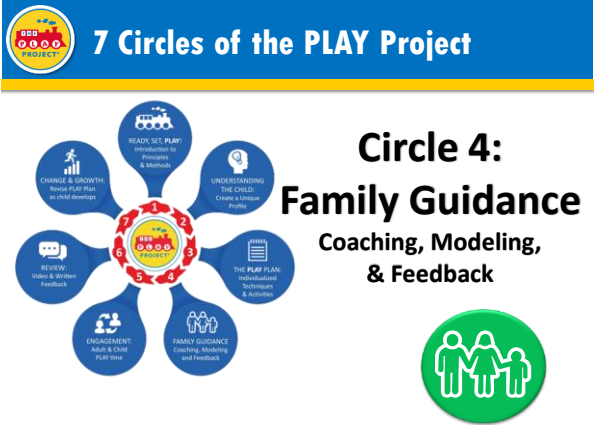 THE
PLAY
PROJECT
7 Circles of the PLAY Project
READY, SET, PLAY!
Introduction to
Principles
& Methods
1
UNDERSTANDING
THE CHILD:
Create a Unique
Profile
2
THE PLAY PLAN:
Individualized
Techniques
& Activities
3
FAMILY GUIDANCE
Coaching, Modeling
and Feedback
4
ENGAGEMENT:
Adult & Child
PLAY time
5
REVIEW:
Video & Written
Feedback
6
CHANGE & GROWTH:
Revise PLAY Plan
as child develops
7
THE
PLAY
PROJECT
Circle 4:
Family Guidance
Coaching, Modeling,
& Feedback